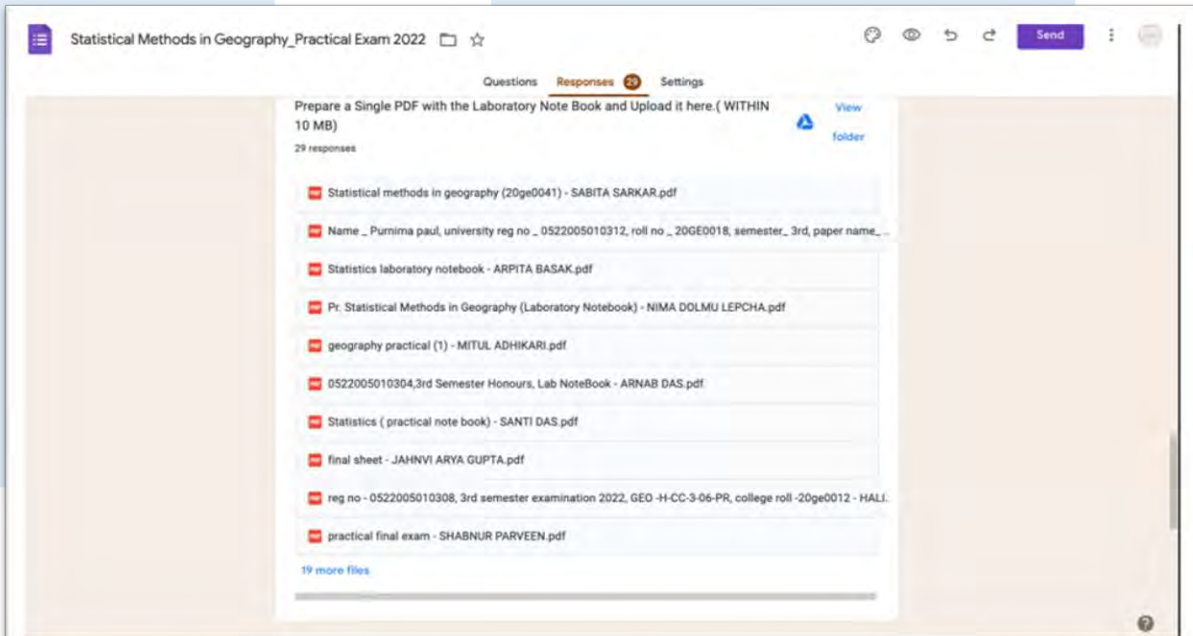 Statistical Methods in Geography_Practical Exam 2022
Send
Questions Responses 29 Settings
Prepare a Single PDF with the Laboratory Note Book and Upload it here.( WITHIN
10 MB)
View
folder
29 responses
Statistical methods in geography (20ge0041) - SABITA SARKAR.pdf
Name _ Purnima paul, university reg no _ 0522005010312, roll no _ 20GE0018, semester_ 3rd, paper name_ ...
Statistics laboratory notebook - ARPITA BASAK.pdf
Pr. Statistical Methods in Geography (Laboratory Notebook) - NIMA DOLMU LEPCHA.pdf
geography practical (1) - MITUL ADHIKARI.pdf
0522005010304,3rd Semester Honours, Lab NoteBook - ARNAB DAS.pdf
Statistics ( practical note book) - SANTI DAS.pdf
final sheet - JAHNVI ARYA GUPTA.pdf
reg no - 0522005010308, 3rd semester examination 2022, GEO -H-CC-3-06-PR, college roll -20ge0012 -
practical final exam - SHABNUR PARVEEN.pdf
19 more files